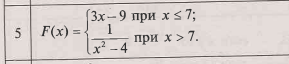 5 F(x) = { 3x – 9 при x ≤ 7;
1/(x² – 4) при x > 7.